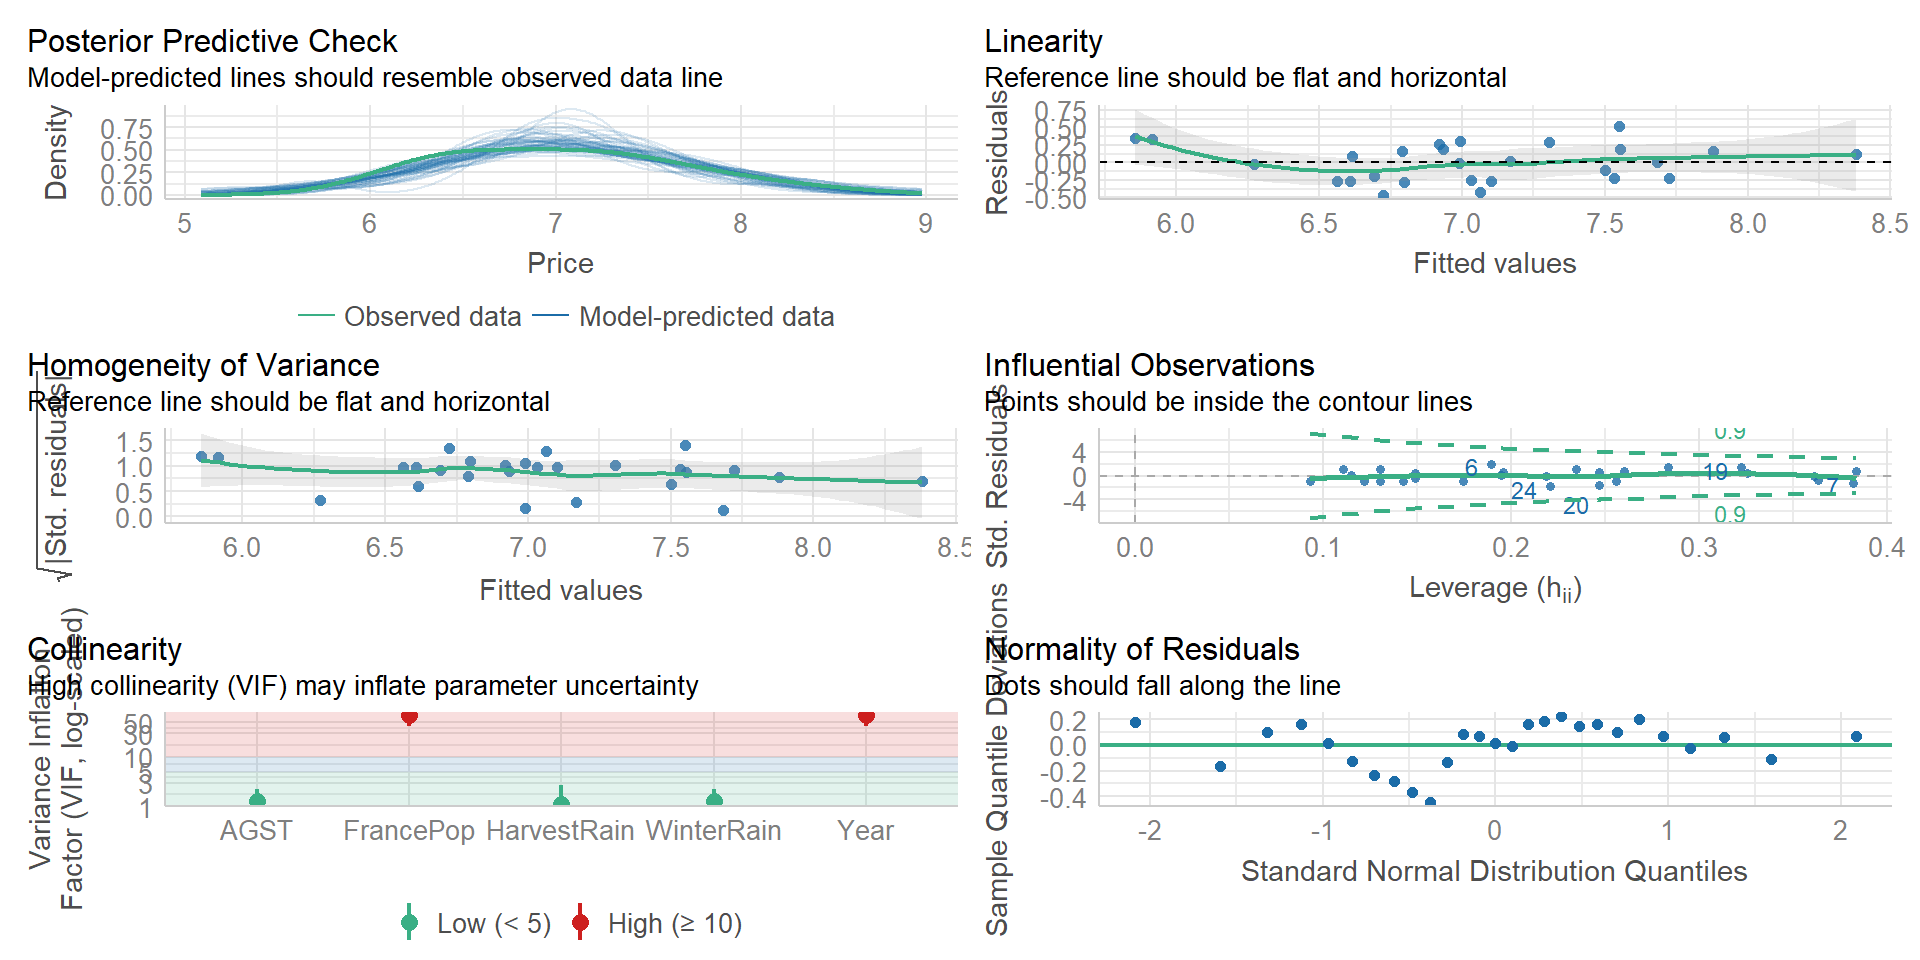 Posterior Predictive Check
Model-predicted lines should resemble observed data line
Density
0.75
0.50
0.25
0.00
5 6 7 8 9
Price
Observed data Model-predicted data
Linearity
Reference line should be flat and horizontal
Residuals
0.75
0.50
0.25
0.00
-0.25
-0.50
6.0 6.5 7.0 7.5 8.0 8.5
Fitted values
Homogeneity of Variance
Reference line should be flat and horizontal
√|Std. residuals|
1.5
1.0
0.5
0.0
6.0 6.5 7.0 7.5 8.0 8.5
Fitted values
Influential Observations
Points should be inside the contour lines
Std. Residuals
4
0
-4
0.9
6
19
24
7
20
0.9
0.0 0.1 0.2 0.3 0.4
Leverage (hii)
Collinearity
High collinearity (VIF) may inflate parameter uncertainty
Variance Inflation
Factor (VIF, log-scaled)
50
30
10
5
3
1
AGST FrancePop HarvestRain WinterRain Year
Low (< 5) High (≥ 10)
Normality of Residuals
Dots should fall along the line
Sample Quantile Deviations
0.2
0.0
-0.2
-0.4
-2 -1 0 1 2
Standard Normal Distribution Quantiles